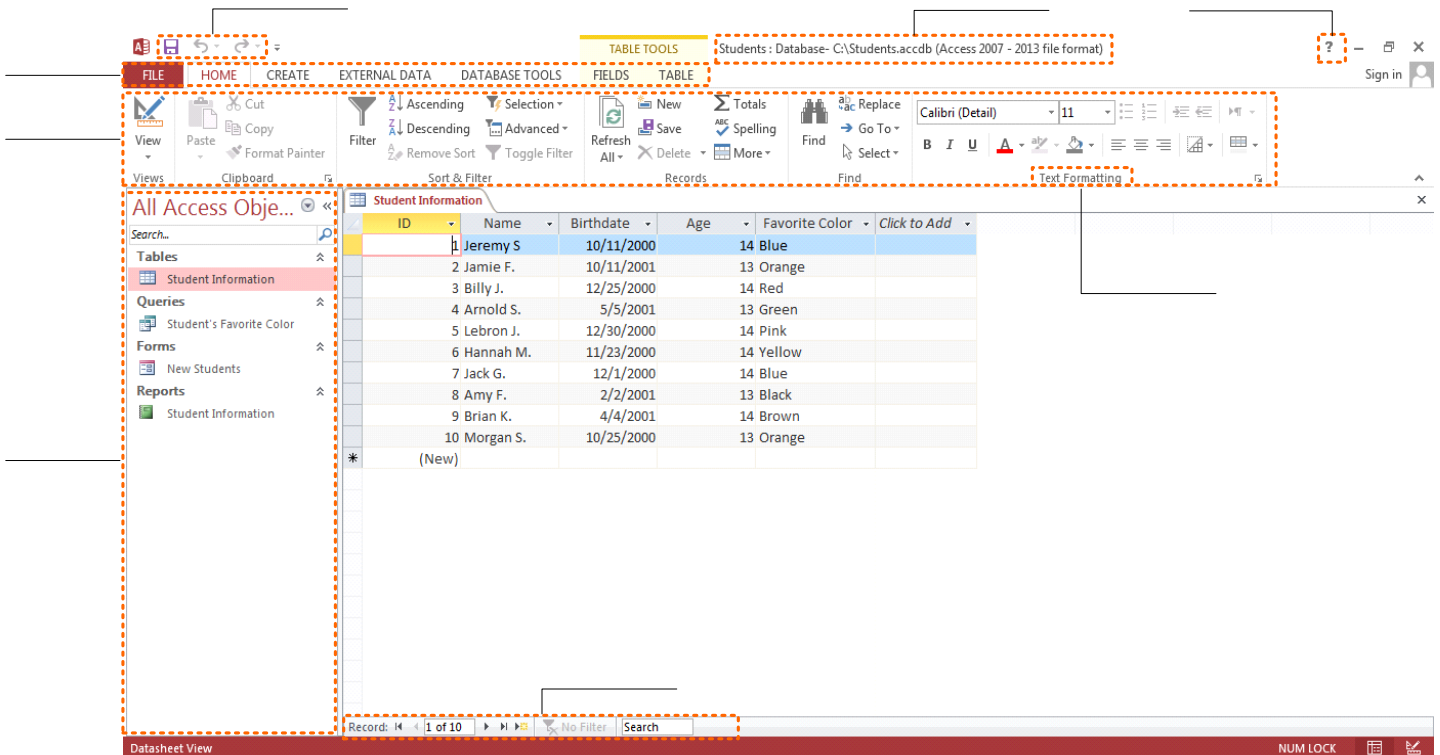 TABLE TOOLS Students : Database- C:\Students.accdb (Access 2007 - 2013 file format) ?
FILE HOME CREATE EXTERNAL DATA DATABASE TOOLS FIELDS TABLE Sign in
View
Views
Paste
Cut
Copy
Format Painter
Clipboard
Filter
Ascending
Descending
Remove Sort
Selection
Advanced
Toggle Filter
Sort & Filter
Refresh
All
New
Save
Delete
Totals
Spelling
More
Records
Find
Replace
Go To
Select
Find
Calibri (Detail) 11
B I U A
Text Formatting
All Access Obje...
Search...
Tables
Student Information
Queries
Student's Favorite Color
Forms
New Students
Reports
Student Information
Student Information
ID Name Birthdate Age Favorite Color Click to Add
1 Jeremy S 10/11/2000 14 Blue
2 Jamie F. 10/11/2001 13 Orange
3 Billy J. 12/25/2000 14 Red
4 Arnold S. 5/5/2001 13 Green
5 Lebron J. 12/30/2000 14 Pink
6 Hannah M. 11/23/2000 14 Yellow
7 Jack G. 12/1/2000 14 Blue
8 Amy F. 2/2/2001 13 Black
9 Brian K. 4/4/2001 14 Brown
10 Morgan S. 10/25/2000 13 Orange
(New)
Record: 1 of 10 No Filter Search
Datasheet View NUM LOCK